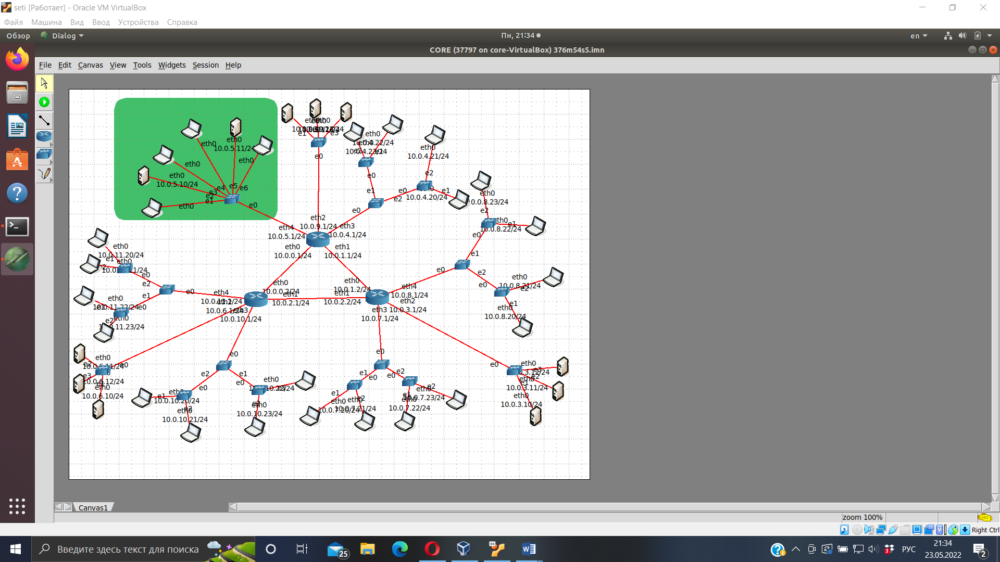 seti [Работает] - Oracle VM VirtualBox
Файл Машина Вид Ввод Устройства Справка
Обзор Dialog Пн, 21:34 en
CORE (37797 on core-VirtualBox) 376m54s5.imn
File Edit Canvas View Tools Widgets Session Help
eth0
10.0.5.11/24
eth0
eth0
eth0
eth0
10.0.5.10/24
eth0
e1
e2
e3
e4
e5
e6
e0
e1
e3
e0
eth0
10.0.4.22/24
10.0.4.23/24
e0
eth0
10.0.4.21/24
e2
e1
e0
e2
e0
e1
10.0.4.20/24
eth0
10.0.8.23/24
e2
e1
10.0.8.22/24
e0
e1
e0
e2
e0
eth0
10.0.8.21/24
e2
e1
eth0
10.0.8.20/24
eth2
10.0.9.1/24
eth3
10.0.4.1/24
eth4
10.0.5.1/24
eth0
10.0.0.1/24
eth1
10.0.1.1/24
eth0
10.0.0.2/24
eth1
10.0.2.1/24
eth0
10.0.1.2/24
eth1
10.0.2.2/24
eth4
10.0.8.1/24
eth2
10.0.3.1/24
eth3
10.0.7.1/24
eth4
10.0.11.1/24
eth2
10.0.6.1/24
eth3
10.0.10.1/24
eth0
10.0.11.20/24
e1
eth0
e0
e2
e0
e1
eth0
10.0.11.22/24
e0
e2
eth0
10.0.11.23/24
eth0
10.0.6.11/24
e0
e2
e3
10.0.6.12/24
eth0
10.0.6.10/24
e0
e2
e1
e0
e0
eth0
10.0.10.20/24
e1
eth0
10.0.10.21/24
eth0
10.0.10.22/24
eth0
10.0.10.23/24
e0
e1
e2
e0
e0
e1
eth0
10.0.7.20/24
eth0
e2
10.0.7.21/24
e2
eth0
10.0.7.23/24
eth0
10.0.7.22/24
e0
eth0
10.0.3.12/24
e3
e2
eth0
10.0.3.11/24
e1
eth0
10.0.3.10/24
Canvas1
zoom 100%
Right Ctrl
Введите здесь текст для поиска
25
64
3
РУС
21:34
23.05.2022
2